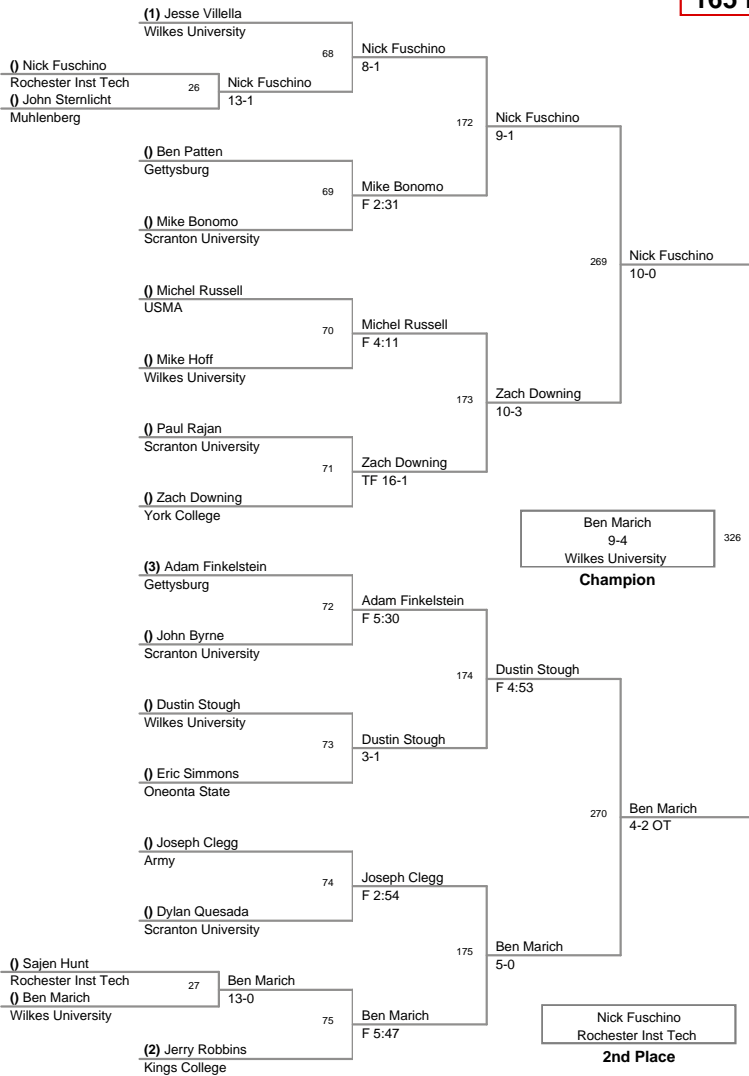 165
(1) Jesse Villella
Wilkes University
68
Nick Fuschino
8-1
() Nick Fuschino
Rochester Inst Tech
26
Nick Fuschino
13-1
() John Sternlicht
Muhlenberg
172
Nick Fuschino
9-1
() Ben Patten
Gettysburg
69
Mike Bonomo
F 2:31
() Mike Bonomo
Scranton University
269
Nick Fuschino
10-0
() Michel Russell
USMA
70
Michel Russell
F 4:11
() Mike Hoff
Wilkes University
173
Zach Downing
10-3
() Paul Rajan
Scranton University
71
Zach Downing
TF 16-1
() Zach Downing
York College
Ben Marich
9-4
Wilkes University
326
Champion
(3) Adam Finkelstein
Gettysburg
72
Adam Finkelstein
F 5:30
() John Byrne
Scranton University
174
Dustin Stough
F 4:53
() Dustin Stough
Wilkes University
73
Dustin Stough
3-1
() Eric Simmons
Oneonta State
270
Ben Marich
4-2 OT
() Joseph Clegg
Army
74
Joseph Clegg
F 2:54
() Dylan Quesada
Scranton University
175
Ben Marich
5-0
() Sajen Hunt
Rochester Inst Tech
27
Ben Marich
13-0
() Ben Marich
Wilkes University
75
Ben Marich
F 5:47
(2) Jerry Robbins
Kings College
Nick Fuschino
Rochester Inst Tech
2nd Place